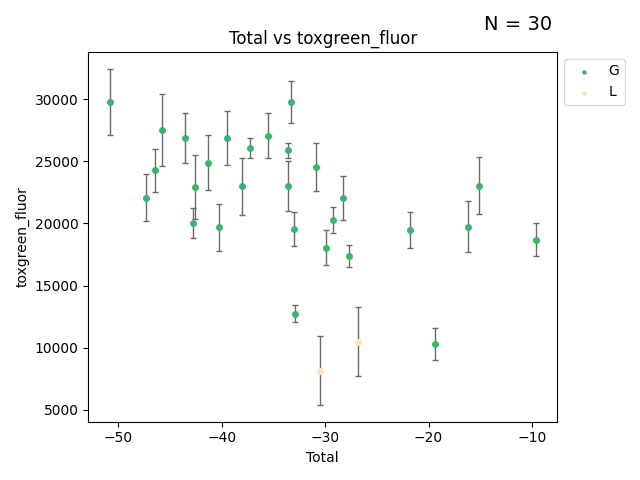 N = 30
Total vs toxgreen_fluor
G
L
30000
25000
20000
15000
10000
5000
toxgreen_fluor
−50
−40
−30
−20
−10
Total